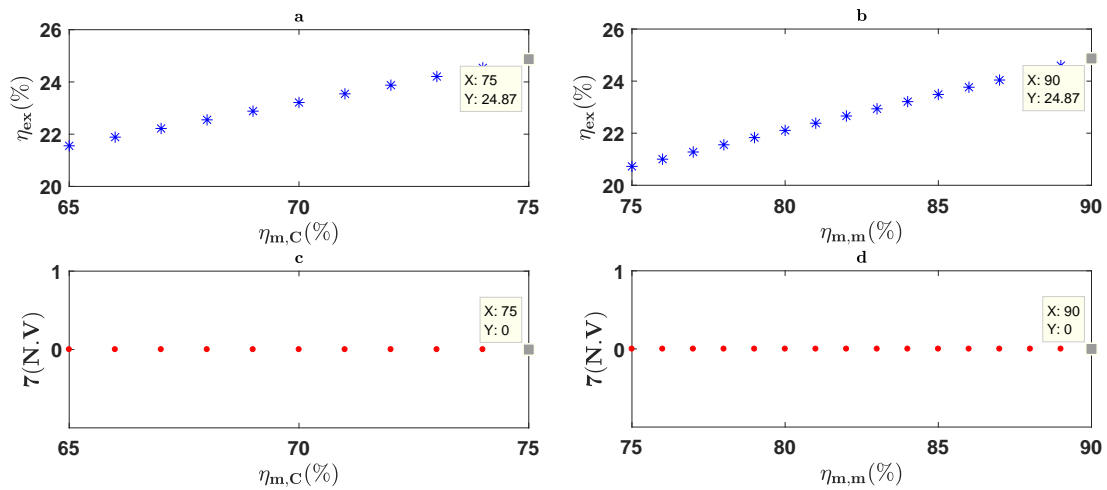 a
26
24
22
20
η_ex(%)
X: 75
Y: 24.87
65
70
75
η_m,C(%)
b
26
24
22
20
η_ex(%)
X: 90
Y: 24.87
75
80
85
90
η_m,m(%)
c
1
0
7(N.V)
X: 75
Y: 0
65
70
75
η_m,C(%)
d
1
0
7(N.V)
X: 90
Y: 0
75
80
85
90
η_m,m(%)